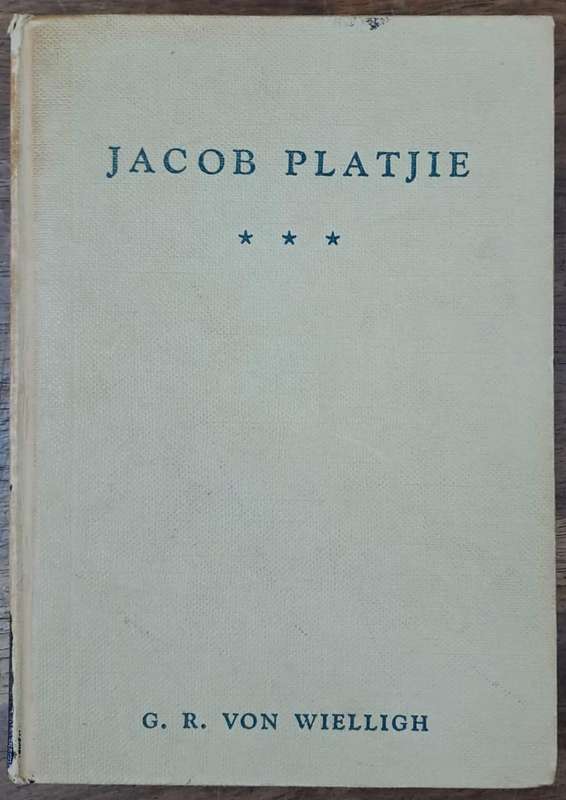 JACOB PLATJIE
★ ★ ★
G. R. VON WIELLIGH